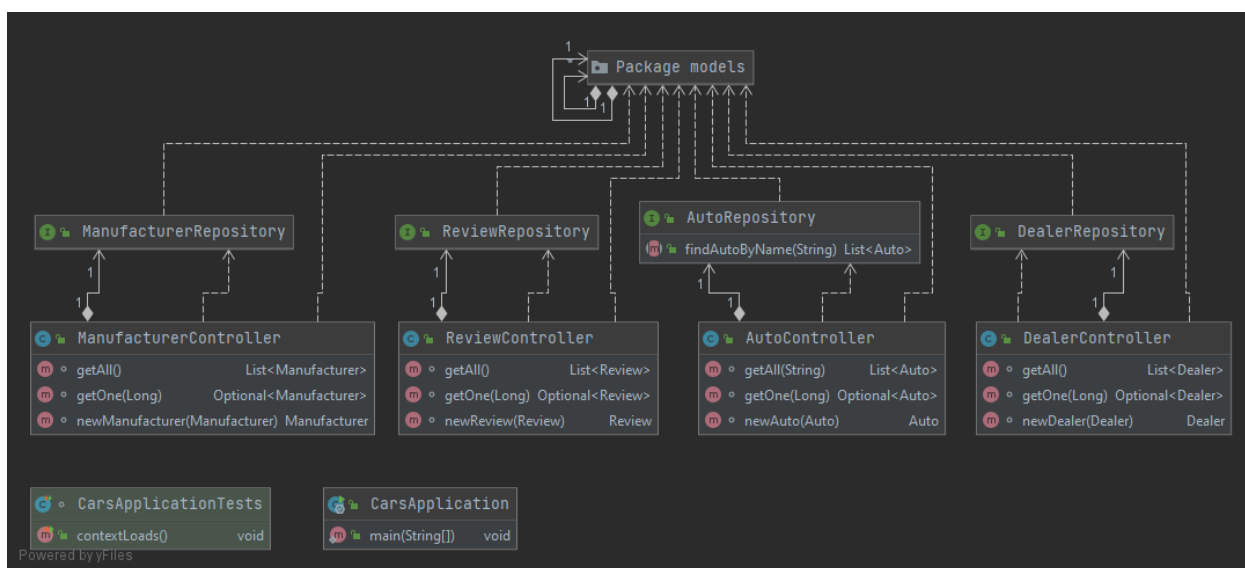 1
*
Package models
1
1
ManufacturerRepository
ReviewRepository
AutoRepository
findAutoByName(String) List<Auto>
DealerRepository
1
1
1
1
1
1
1
1
ManufacturerController
getAll() List<Manufacturer>
getOne(Long) Optional<Manufacturer>
newManufacturer(Manufacturer) Manufacturer
ReviewController
getAll() List<Review>
getOne(Long) Optional<Review>
newReview(Review) Review
AutoController
getAll(String) List<Auto>
getOne(Long) Optional<Auto>
newAuto(Auto) Auto
DealerController
getAll() List<Dealer>
getOne(Long) Optional<Dealer>
newDealer(Dealer) Dealer
CarsApplicationTests
contextLoads() void
CarsApplication
main(String[]) void
Powered by yFiles